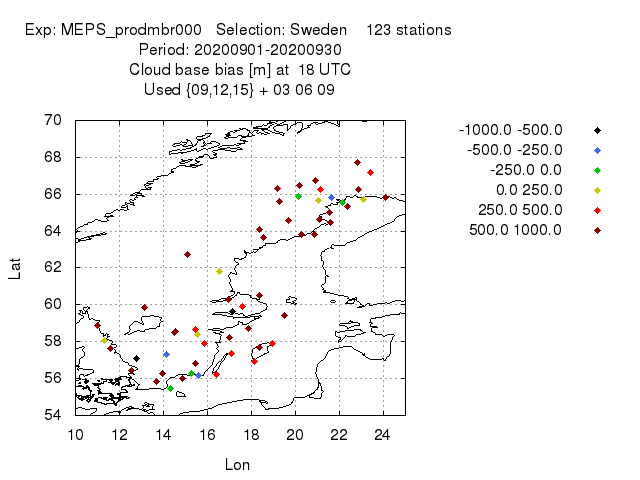 Exp: MEPS_prodmbr000 Selection: Sweden 123 stations
Period: 20200901-20200930
Cloud base bias [m] at 18 UTC
Used {09,12,15} + 03 06 09
-1000.0 -500.0
-500.0 -250.0
-250.0 0.0
0.0 250.0
250.0 500.0
500.0 1000.0
70
68
66
64
62
60
58
56
54
Lat
10 12 14 16 18 20 22 24
Lon